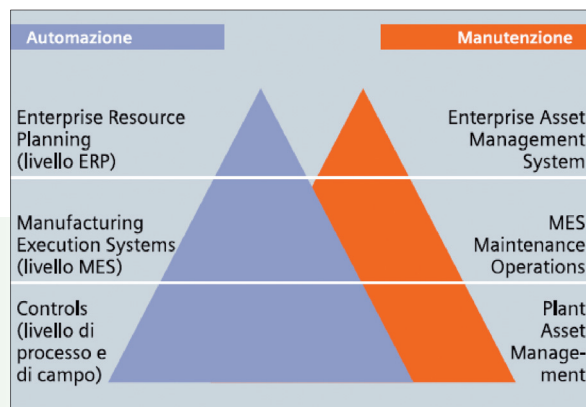 Automazione
Manutenzione
Enterprise Resource
Planning
(livello ERP)
Enterprise Asset
Management
System
Manufacturing
Execution Systems
(livello MES)
MES
Maintenance
Operations
Controls
(livello di
processo e
di campo)
Plant
Asset
Manage-
ment